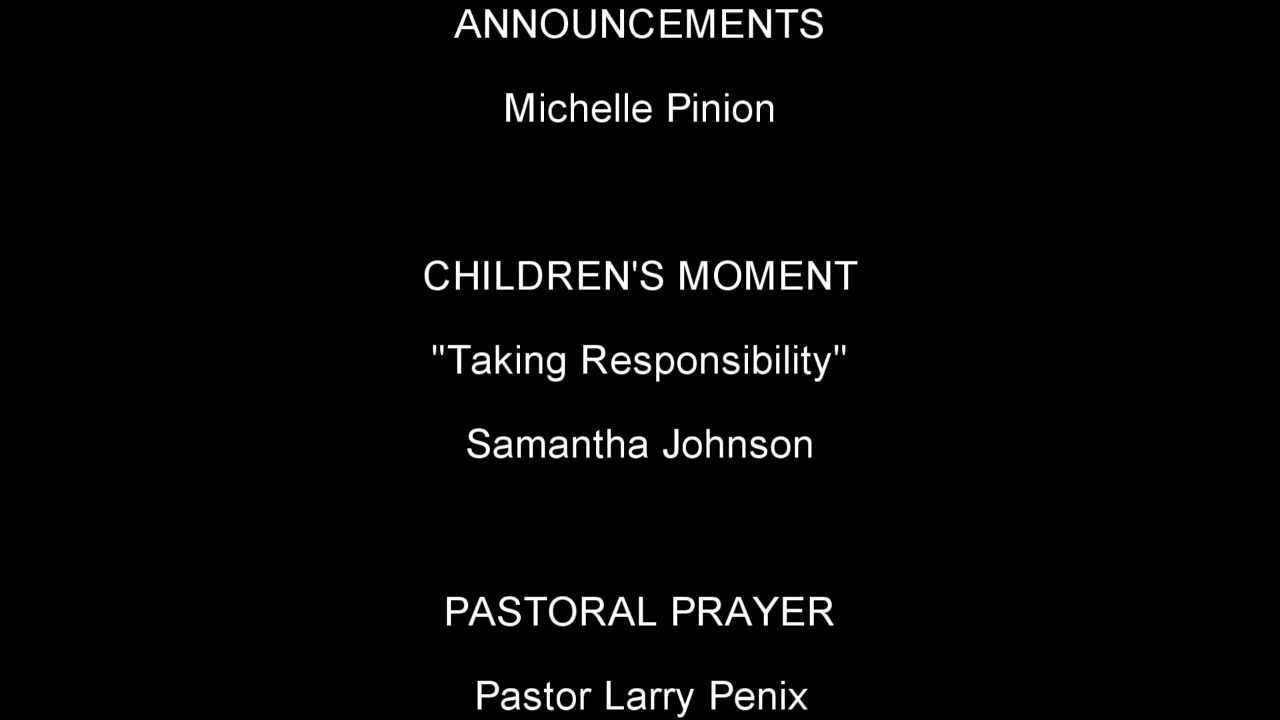 ANNOUNCEMENTS
Michelle Pinion
CHILDREN'S MOMENT
"Taking Responsibility"
Samantha Johnson
PASTORAL PRAYER
Pastor Larry Penix